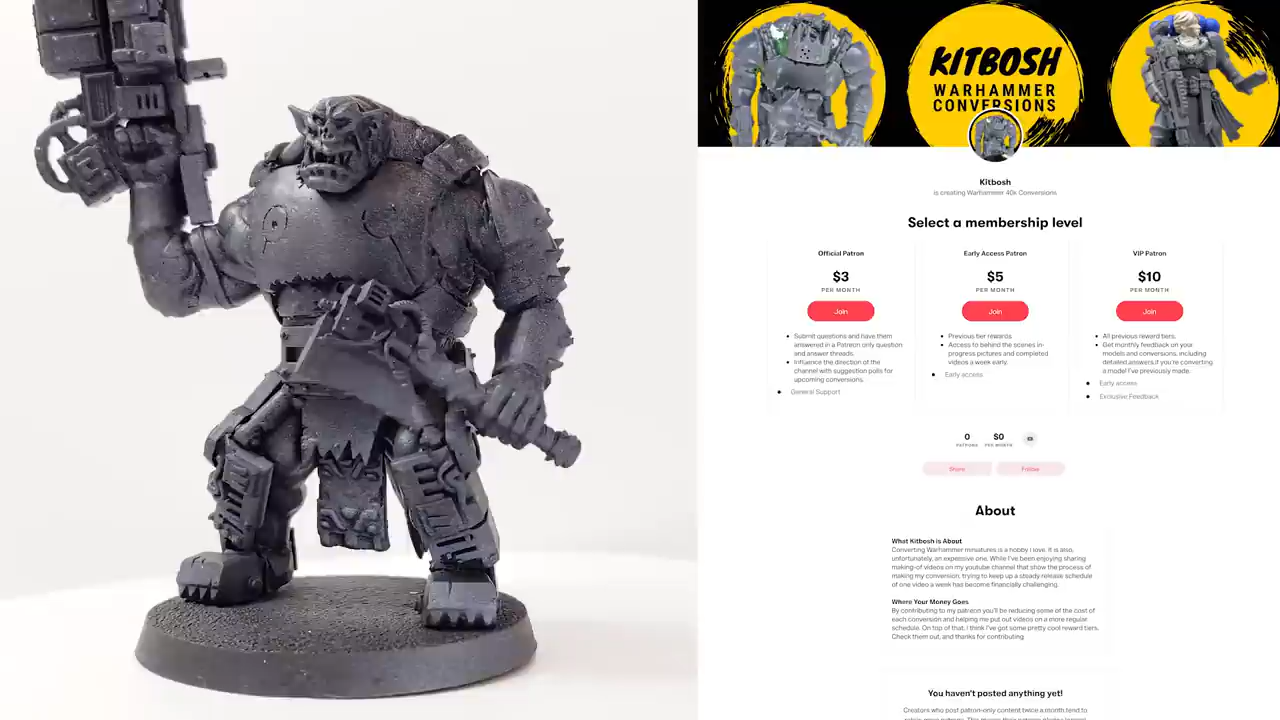 KITBOSH
WARHAMMER
CONVERSIONS
Kitbosh
is creating Warhammer 40k Conversions
Select a membership level
Official Patron
$3
PER MONTH
Join
Submit questions and have them
answered in a Patreon only question
and answer threads.
Influence the direction of the
channel with suggestion polls for
upcoming conversions.
General Support
Early Access Patron
$5
PER MONTH
Join
Previous tier rewards
Access to behind the scenes in-
progress pictures and completed
videos a week early.
Early access
VIP Patron
$10
PER MONTH
Join
All previous reward tiers.
Get monthly feedback on your
models and conversions, including
detailed answers if you're converting
a model I've previously made.
Early access
Exclusive Feedback
0
PATRONS
$0
PER MONTH
Share
Follow
About
What Kitbosh is About
Converting Warhammer miniatures is a hobby I love. It is also,
unfortunately, an expensive one. While I've been enjoying sharing
making-of videos on my youtube channel that show the process of
making my conversion, trying to keep up a steady release schedule
of one video a week has become financially challenging.
Where Your Money Goes
By contributing to my patreon you'll be reducing some of the cost of
each conversion and helping me put out videos on a more regular
schedule. On top of that, I think I've got some pretty cool reward tiers.
Check them out, and thanks for contributing
You haven't posted anything yet!
Creators who post patron-only content twice a month tend to